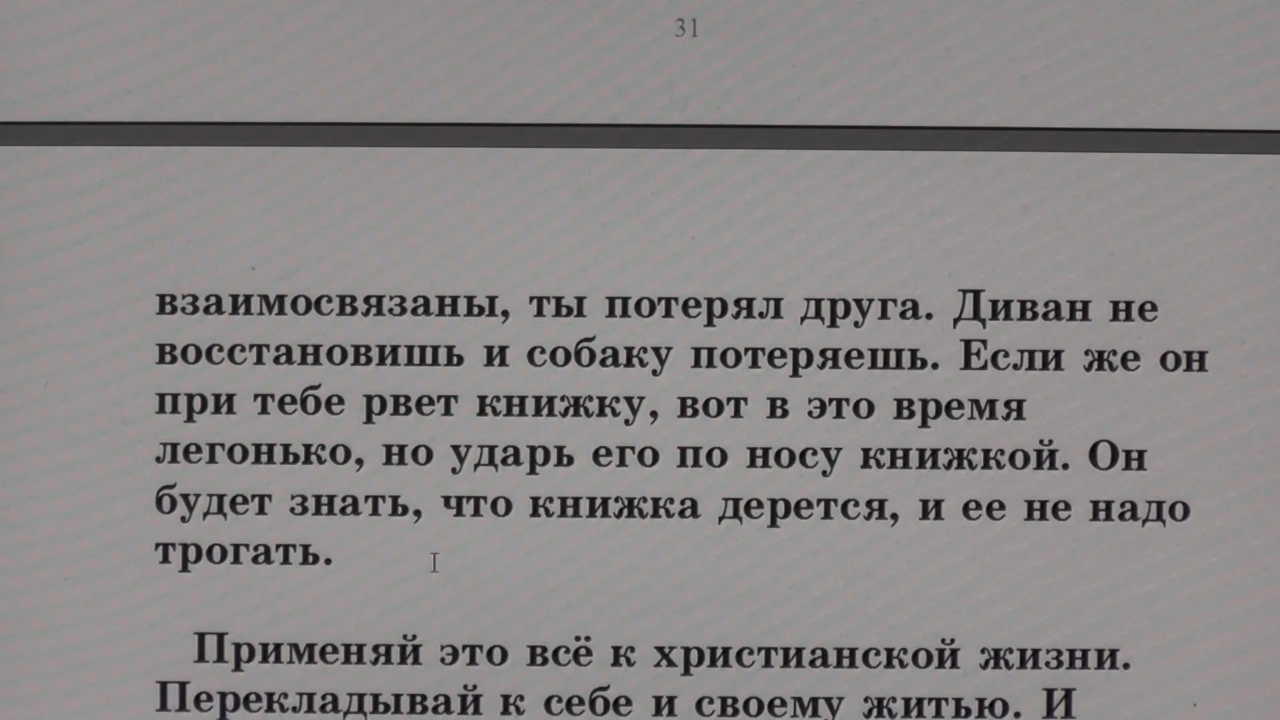 31
взаимосвязаны, ты потерял друга. Диван не
восстановишь и собаку потеряешь. Если же он
при тебе рвет книжку, вот в это время
легонько, но ударь его по носу книжкой. Он
будет знать, что книжка дерется, и ее не надо
трогать.
Применяй это всё к христианской жизни.
Перекладывай к себе и своему житью. И